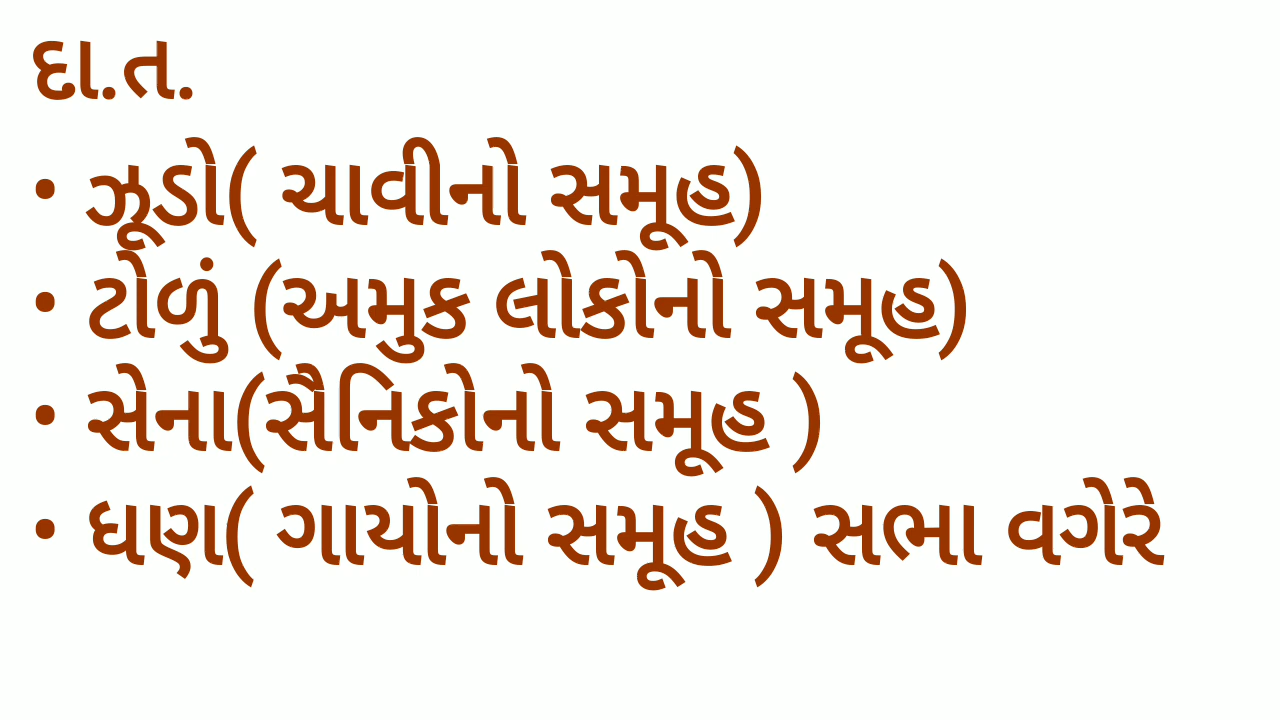 દા.ત.
• ઝૂડો( ચાવીનો સમૂહ)
• ટોળું (અમુક લોકોનો સમૂહ)
• સેના(સૈનિકોનો સમૂહ )
• ધણ( ગાયોનો સમૂહ ) સભા વગેરે